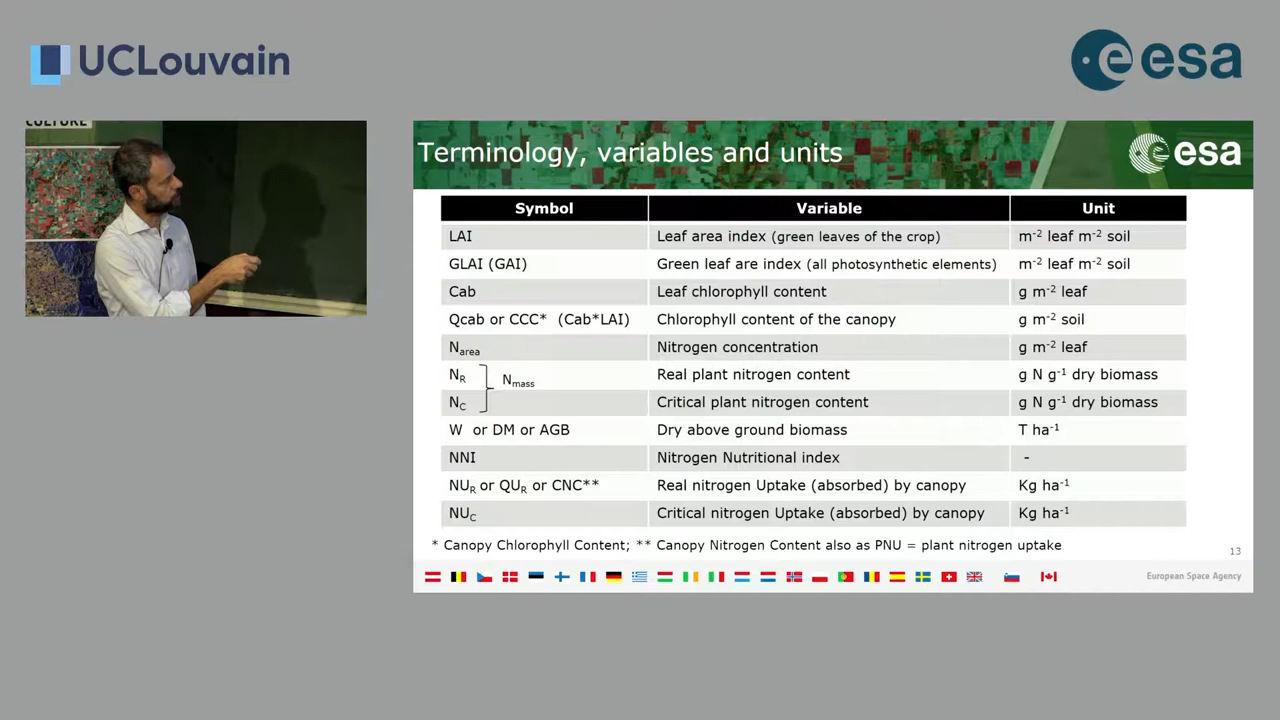 UCLouvain
esa
CULTURE
Terminology, variables and units
esa
Symbol Variable Unit
LAI Leaf area index (green leaves of the crop) m⁻² leaf m⁻² soil
GLAI (GAI) Green leaf are index (all photosynthetic elements) m⁻² leaf m⁻² soil
Cab Leaf chlorophyll content g m⁻² leaf
Qcab or CCC* (Cab*LAI) Chlorophyll content of the canopy g m⁻² soil
Narea Nitrogen concentration g m⁻² leaf
NR Real plant nitrogen content g N g⁻¹ dry biomass
Nmass
NC Critical plant nitrogen content g N g⁻¹ dry biomass
W or DM or AGB Dry above ground biomass T ha⁻¹
NNI Nitrogen Nutritional index -
NUR or QUR or CNC** Real nitrogen Uptake (absorbed) by canopy Kg ha⁻¹
NUC Critical nitrogen Uptake (absorbed) by canopy Kg ha⁻¹
* Canopy Chlorophyll Content; ** Canopy Nitrogen Content also as PNU = plant nitrogen uptake
13
European Space Agency